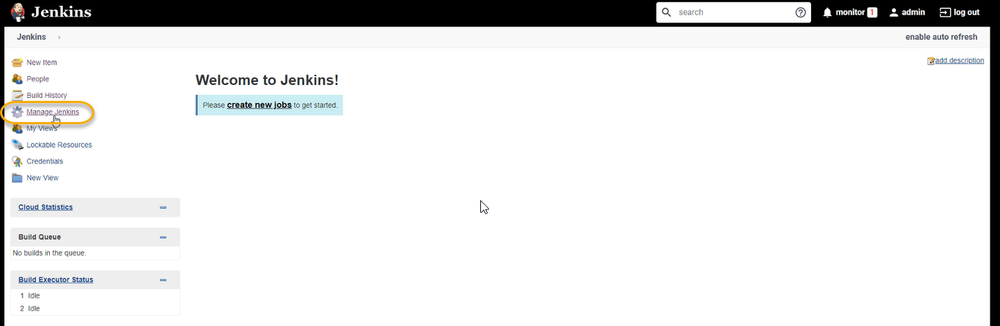 Jenkins
search
monitor 1
admin
log out
Jenkins
enable auto refresh
New Item
People
Build History
Manage Jenkins
My Views
Lockable Resources
Credentials
New View
add description
Welcome to Jenkins!
Please create new jobs to get started.
Cloud Statistics
Build Queue
No builds in the queue.
Build Executor Status
1 Idle
2 Idle